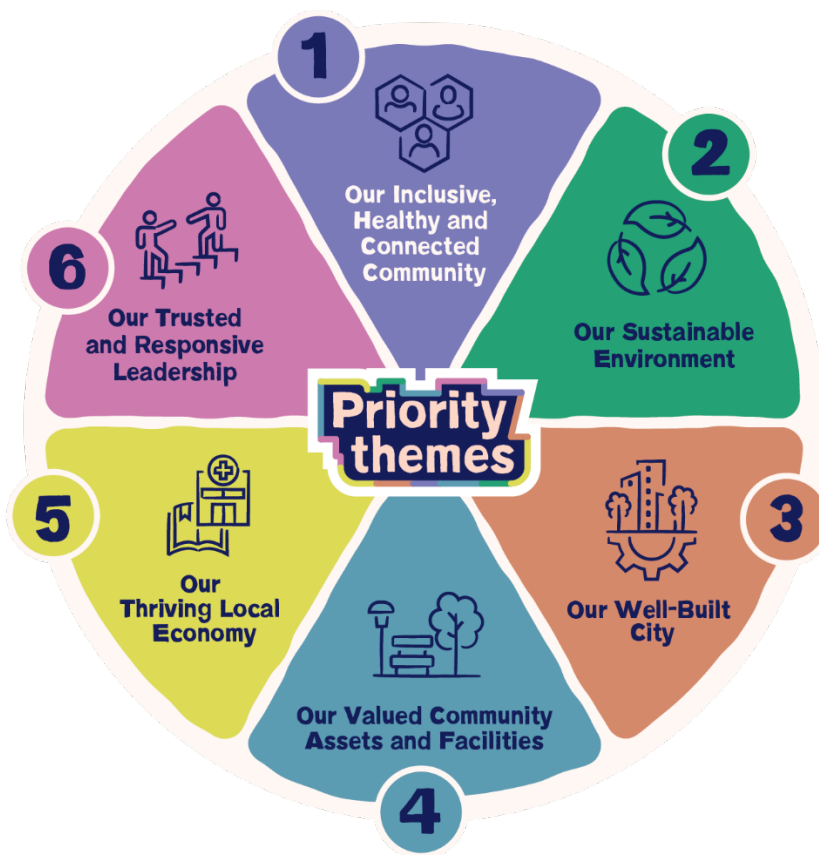 1
Our Inclusive,
Healthy and
Connected
Community
2
Our Sustainable
Environment
3
Our Well-Built
City
4
Our Valued Community
Assets and Facilities
5
Our
Thriving Local
Economy
6
Our Trusted
and Responsive
Leadership
Priority
themes